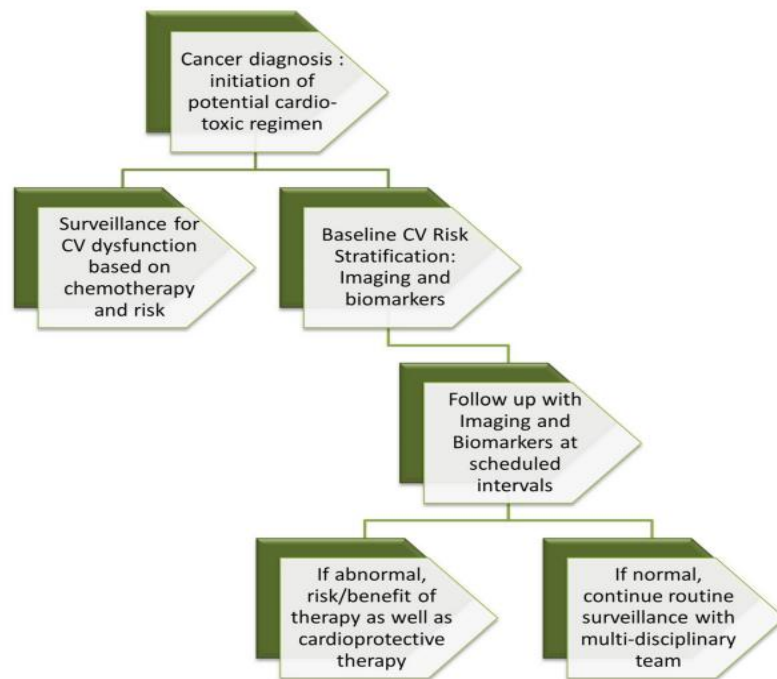 Cancer diagnosis :
initiation of
potential cardio-
toxic regimen
Surveillance for
CV dysfunction
based on
chemotherapy
and risk
Baseline CV Risk
Stratification:
Imaging and
biomarkers
Follow up with
Imaging and
Biomarkers at
scheduled
intervals
If abnormal,
risk/benefit of
therapy as well as
cardioprotective
therapy
If normal,
continue routine
surveillance with
multi-disciplinary
team